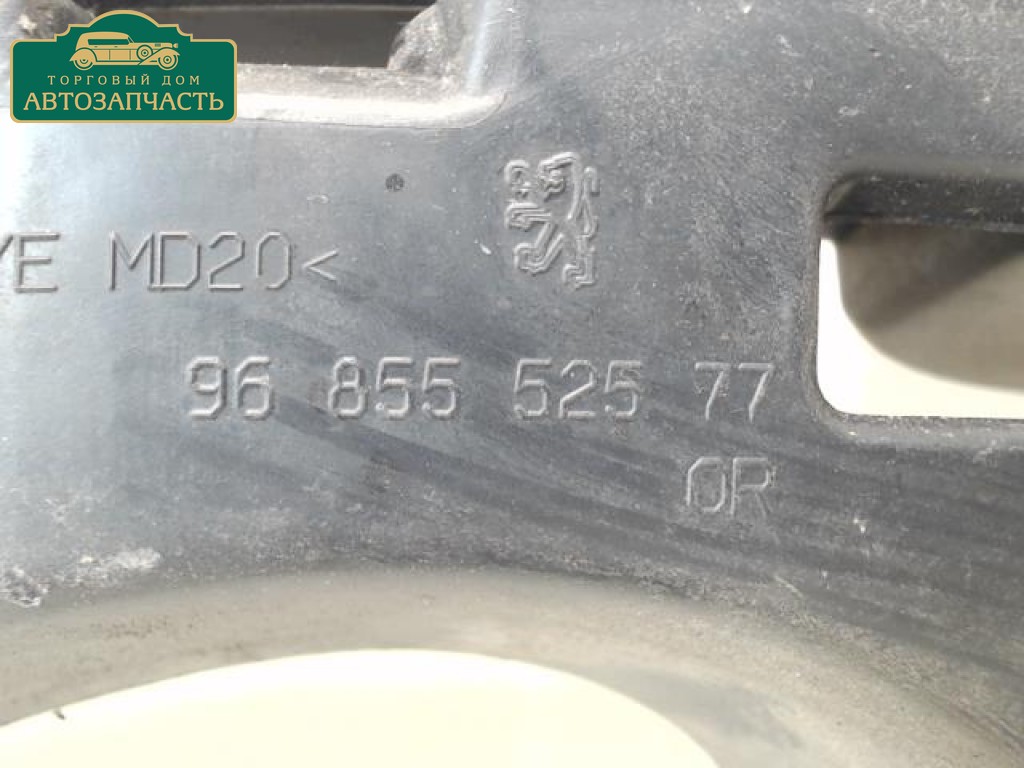 ТОРГОВЫЙ ДОМ
АВТОЗАПЧАСТЬ
MD20<
96 855 525 77
OR